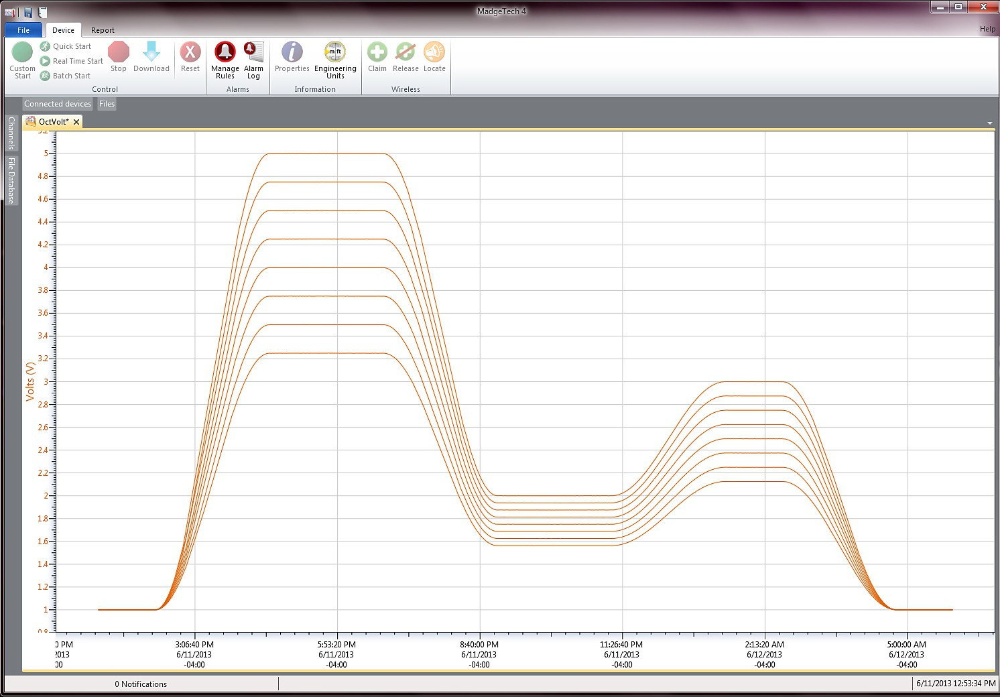 MadgeTech 4
File
Device
Report
Help
Custom Start
Quick Start
Real Time Start
Batch Start
Stop
Download
Reset
Control
Manage Rules
Alarm Log
Alarms
Properties
m ft
Engineering Units
Information
Claim
Release
Locate
Wireless
Connected devices
Files
Channels
File Database
OctVolt*
Volts (V)
5.2
5
4.8
4.6
4.4
4.2
4
3.8
3.6
3.4
3.2
3
2.8
2.6
2.4
2.2
2
1.8
1.6
1.4
1.2
1
0.8
0 PM
2013
00
3:06:40 PM
6/11/2013
-04:00
5:53:20 PM
6/11/2013
-04:00
8:40:00 PM
6/11/2013
-04:00
11:26:40 PM
6/11/2013
-04:00
2:13:20 AM
6/12/2013
-04:00
5:00:00 AM
6/12/2013
-04:00
0 Notifications
6/11/2013 12:53:34 PM